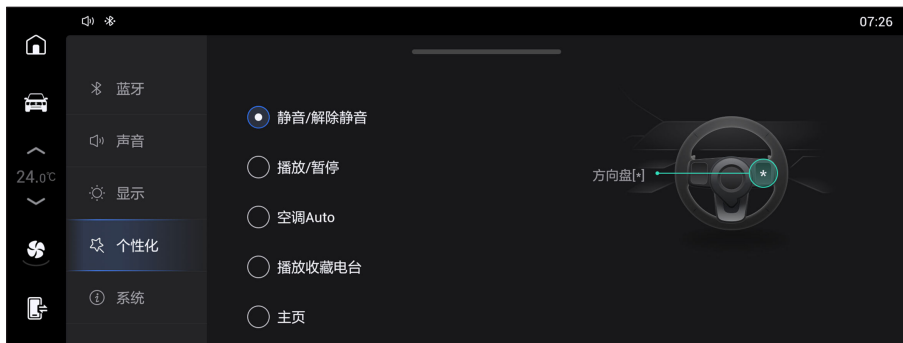 07:26
蓝牙
声音
24.0℃
显示
个性化
系统
静音/解除静音
播放/暂停
空调Auto
播放收藏电台
主页
方向盘[*]
*